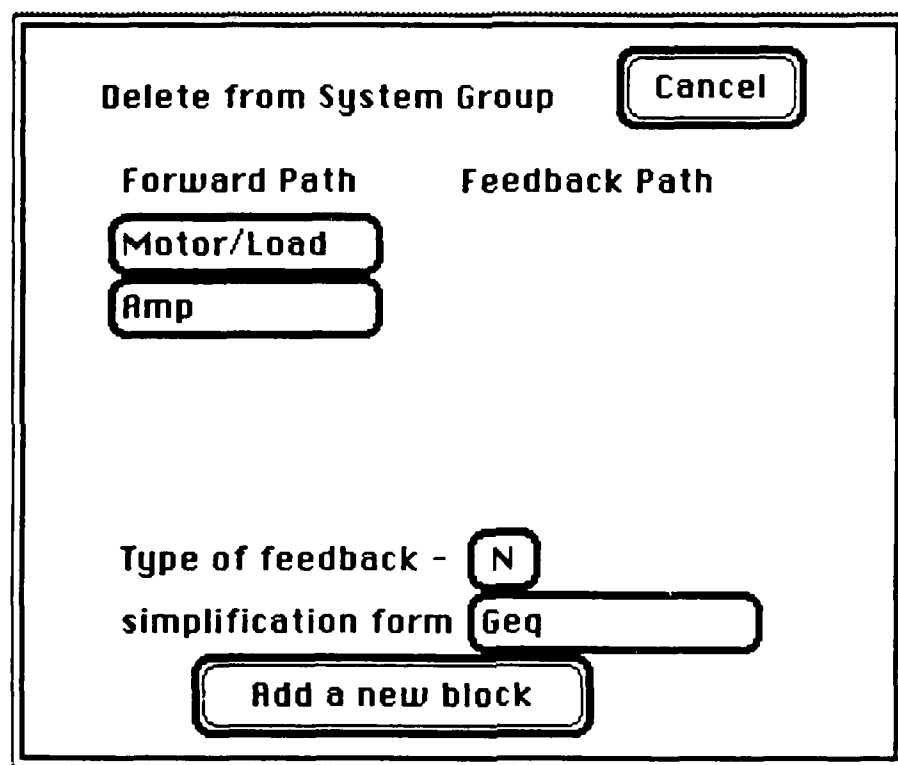 Delete from System Group Cancel
Forward Path Feedback Path
Motor/Load
Amp
Type of feedback - N
simplification form Geq
Add a new block